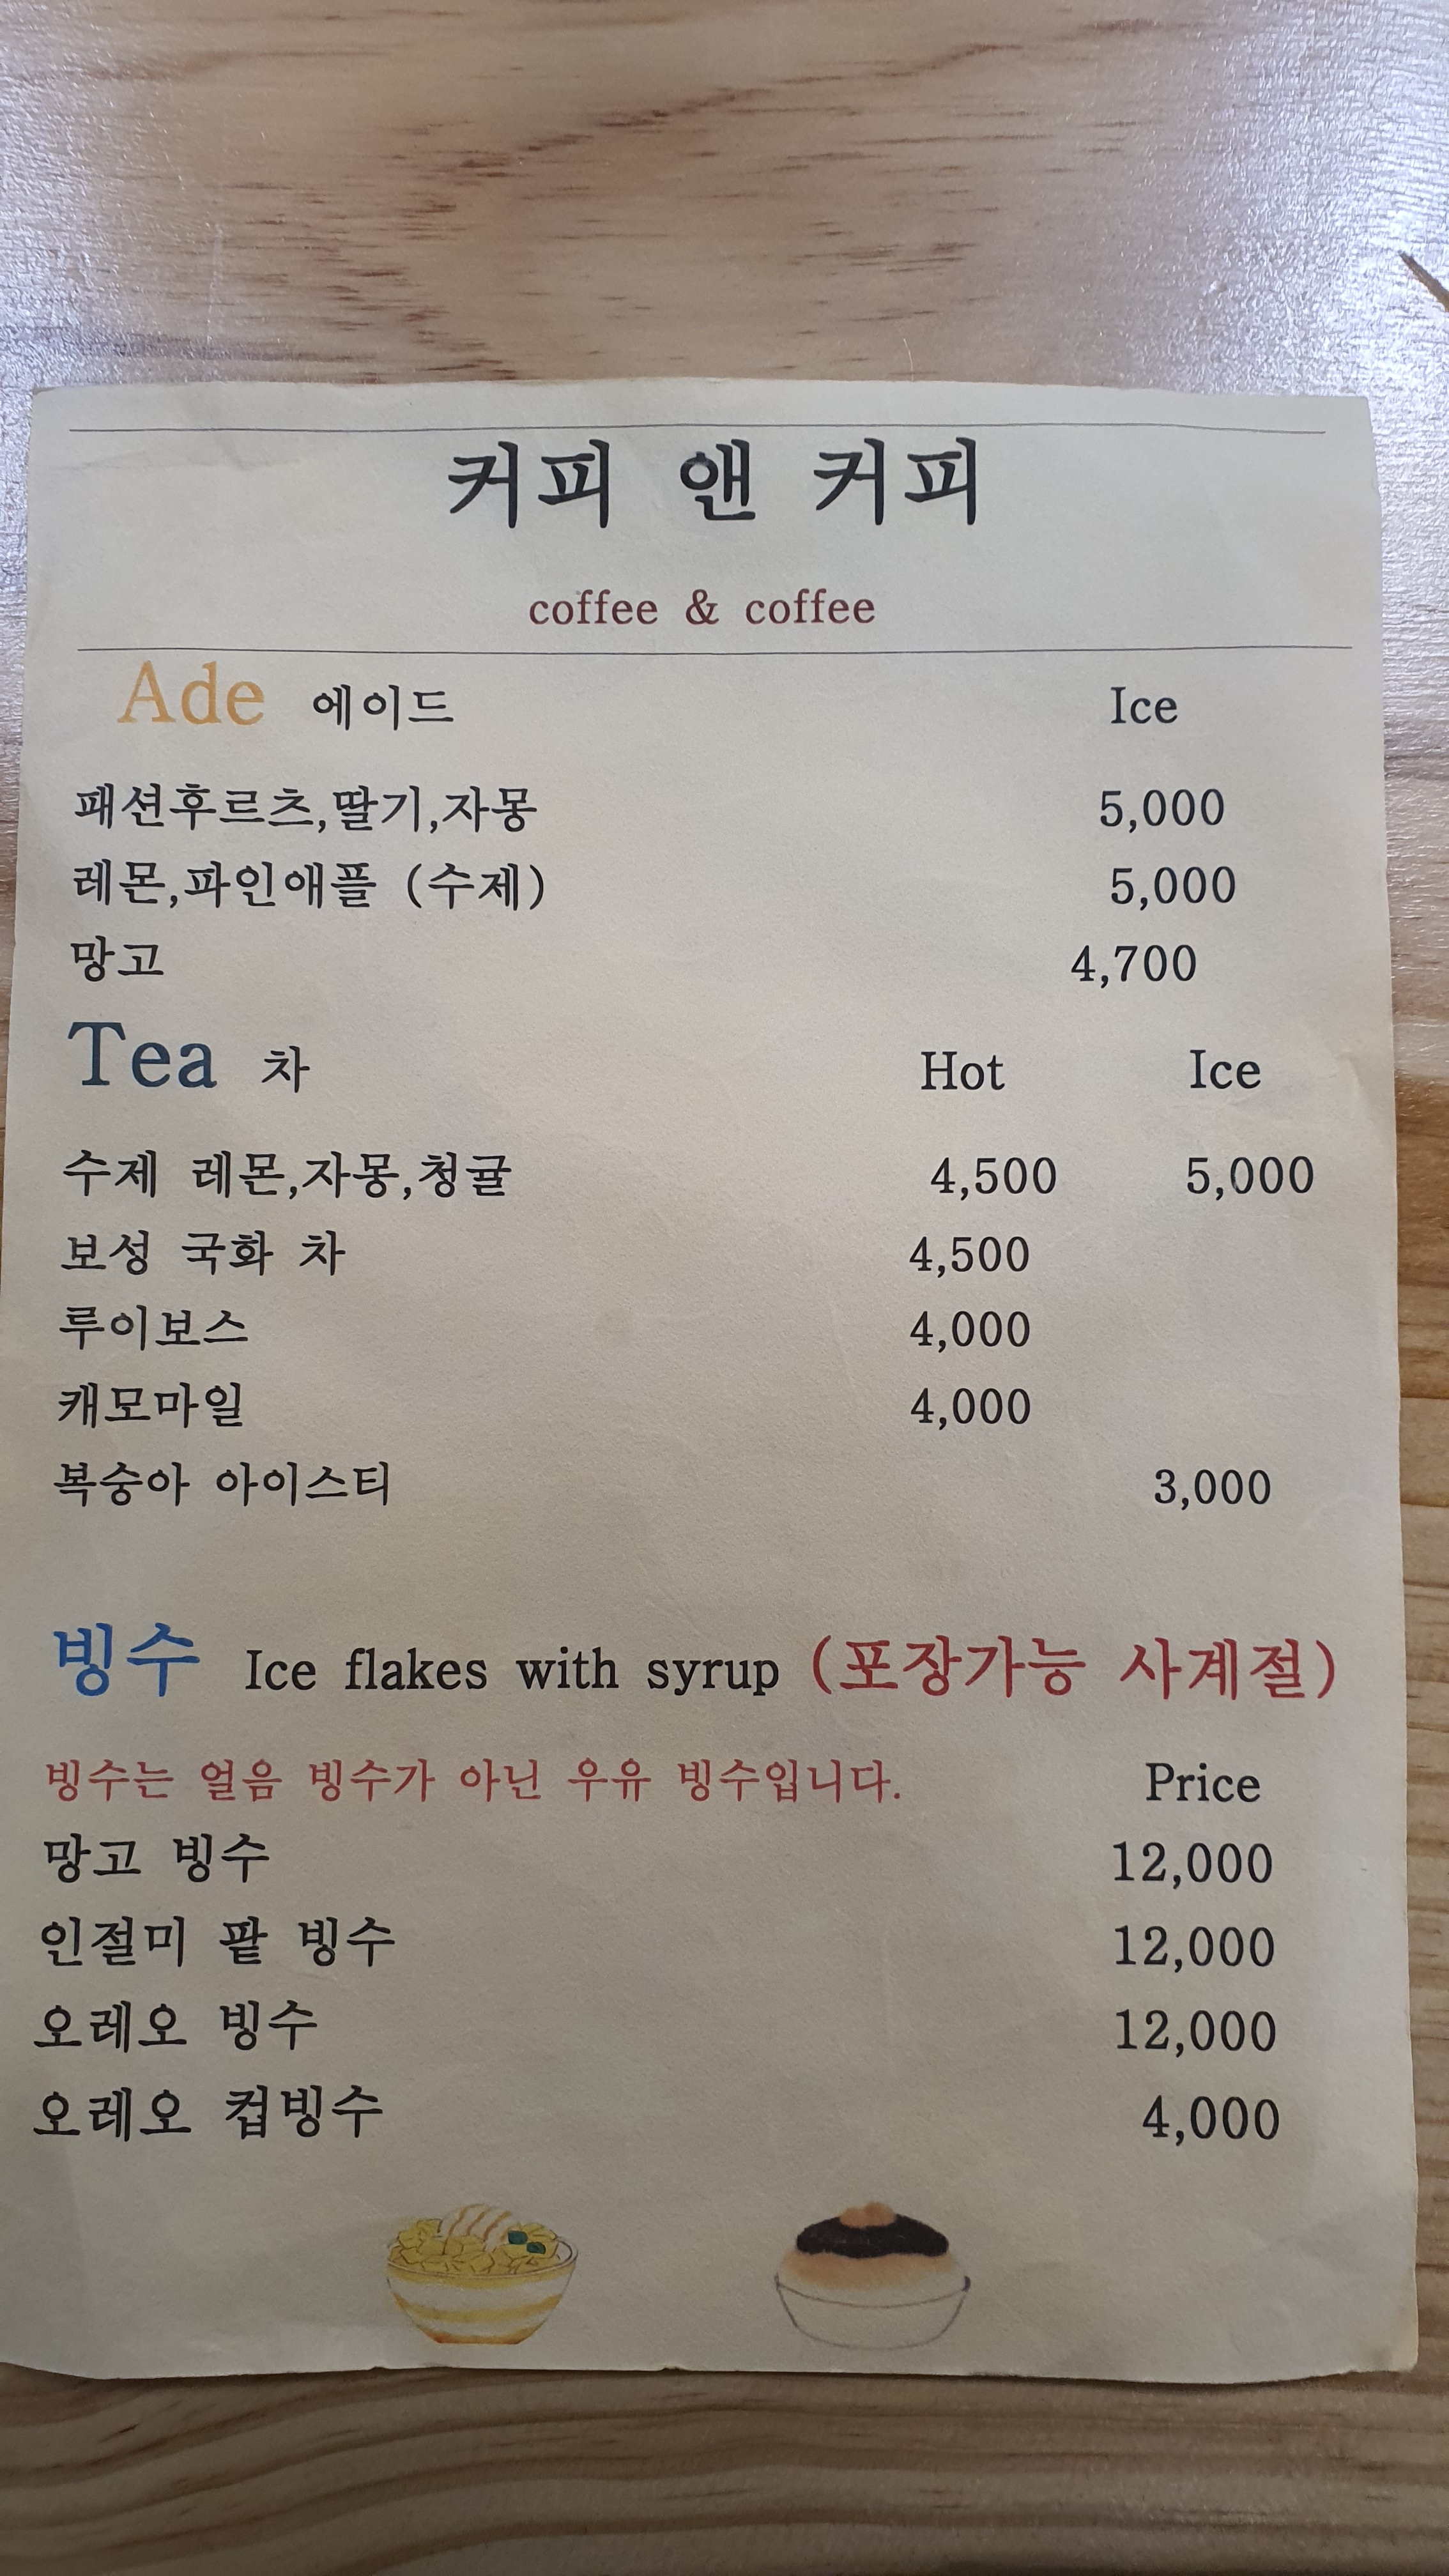 커피 앤 커피
coffee & coffee
Ade 에이드 Ice
패션후르츠,딸기,자몽 5,000
레몬,파인애플 (수제) 5,000
망고 4,700
Tea 차 Hot Ice
수제 레몬,자몽,청귤 4,500 5,000
보성 국화 차 4,500
루이보스 4,000
캐모마일 4,000
복숭아 아이스티 3,000
빙수 Ice flakes with syrup (포장가능 사계절)
빙수는 얼음 빙수가 아닌 우유 빙수입니다. Price
망고 빙수 12,000
인절미 팥 빙수 12,000
오레오 빙수 12,000
오레오 컵빙수 4,000